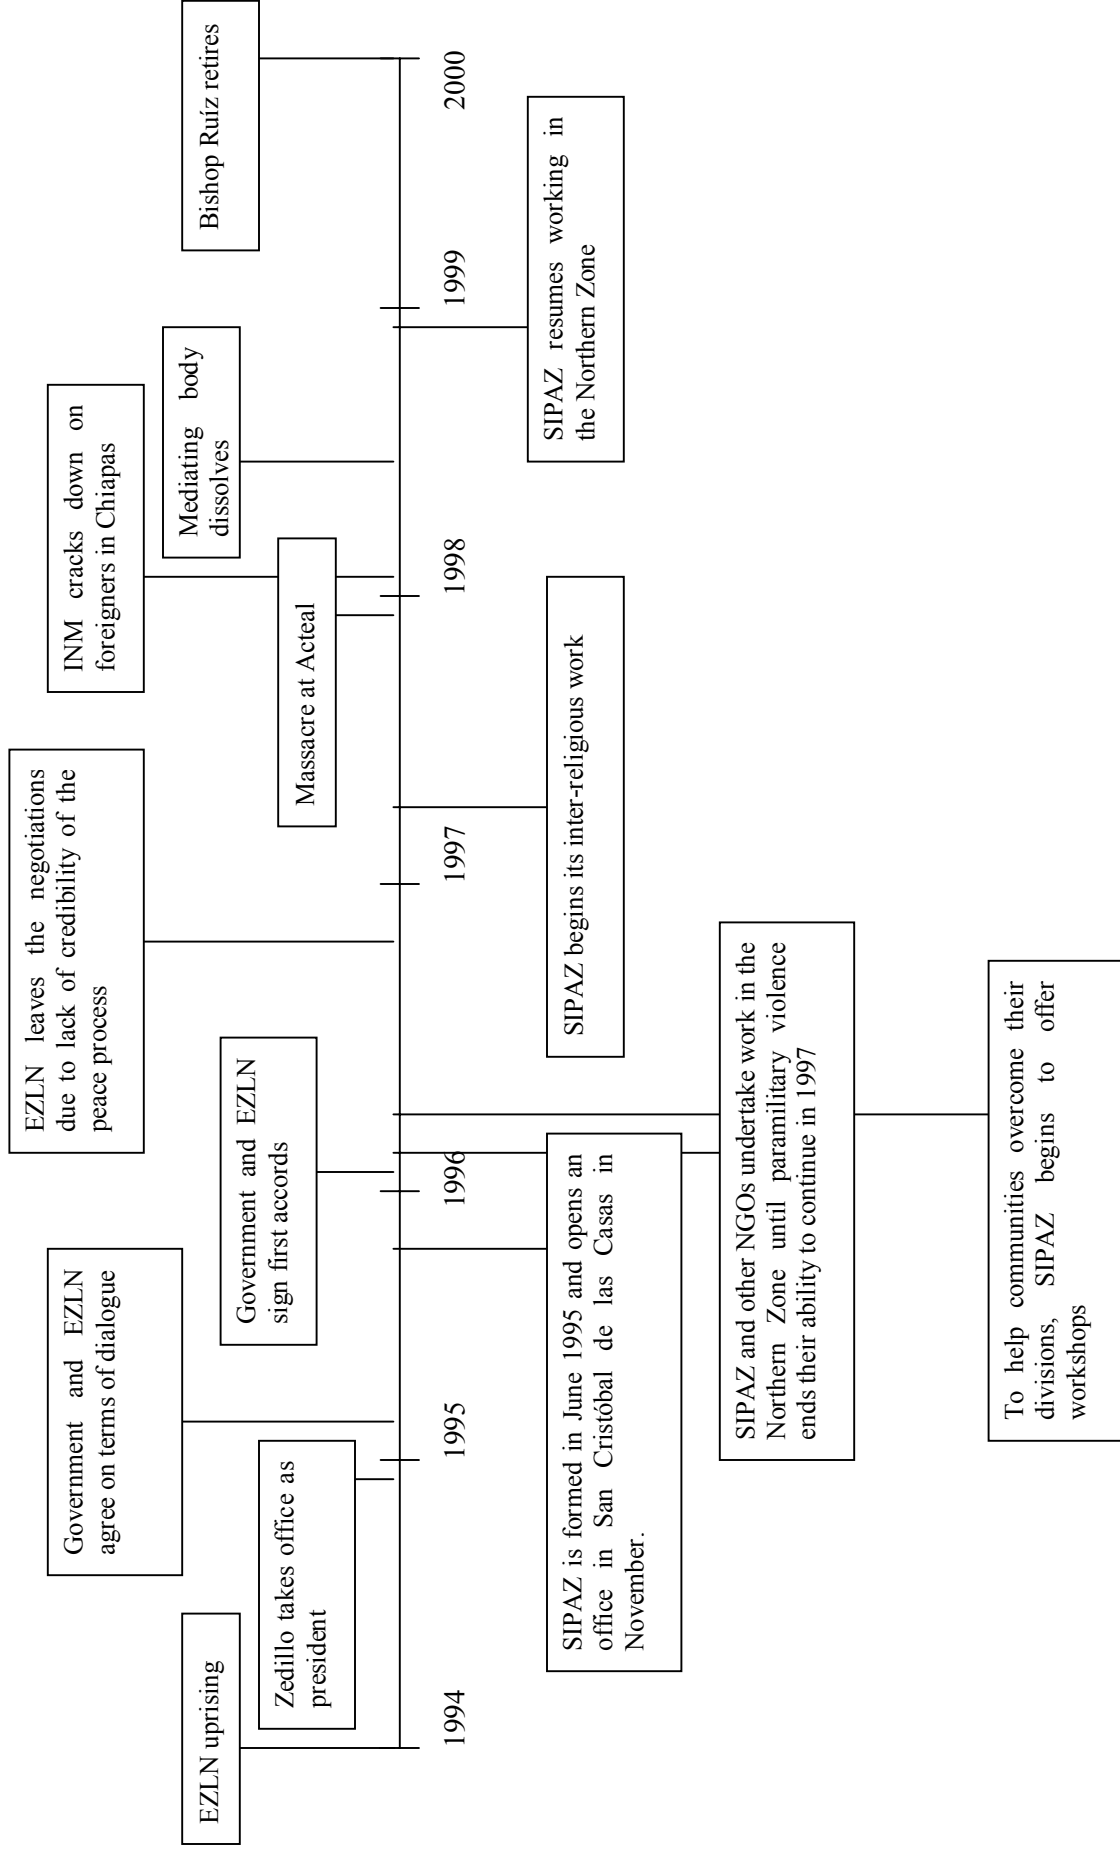 EZLN uprising
Zedillo takes office as
president
Government and EZLN
agree on terms of dialogue
Government and EZLN
sign first accords
EZLN leaves the negotiations
due to lack of credibility of the
peace process
Massacre at Acteal
INM cracks down on
foreigners in Chiapas
Mediating body
dissolves
Bishop Ruíz retires
1994
1995
1996
1997
1998
1999
2000
SIPAZ is formed in June 1995 and opens an
office in San Cristóbal de las Casas in
November.
SIPAZ and other NGOs undertake work in the
Northern Zone until paramilitary violence
ends their ability to continue in 1997
To help communities overcome their
divisions, SIPAZ begins to offer
workshops
SIPAZ begins its inter-religious work
SIPAZ resumes working in
the Northern Zone